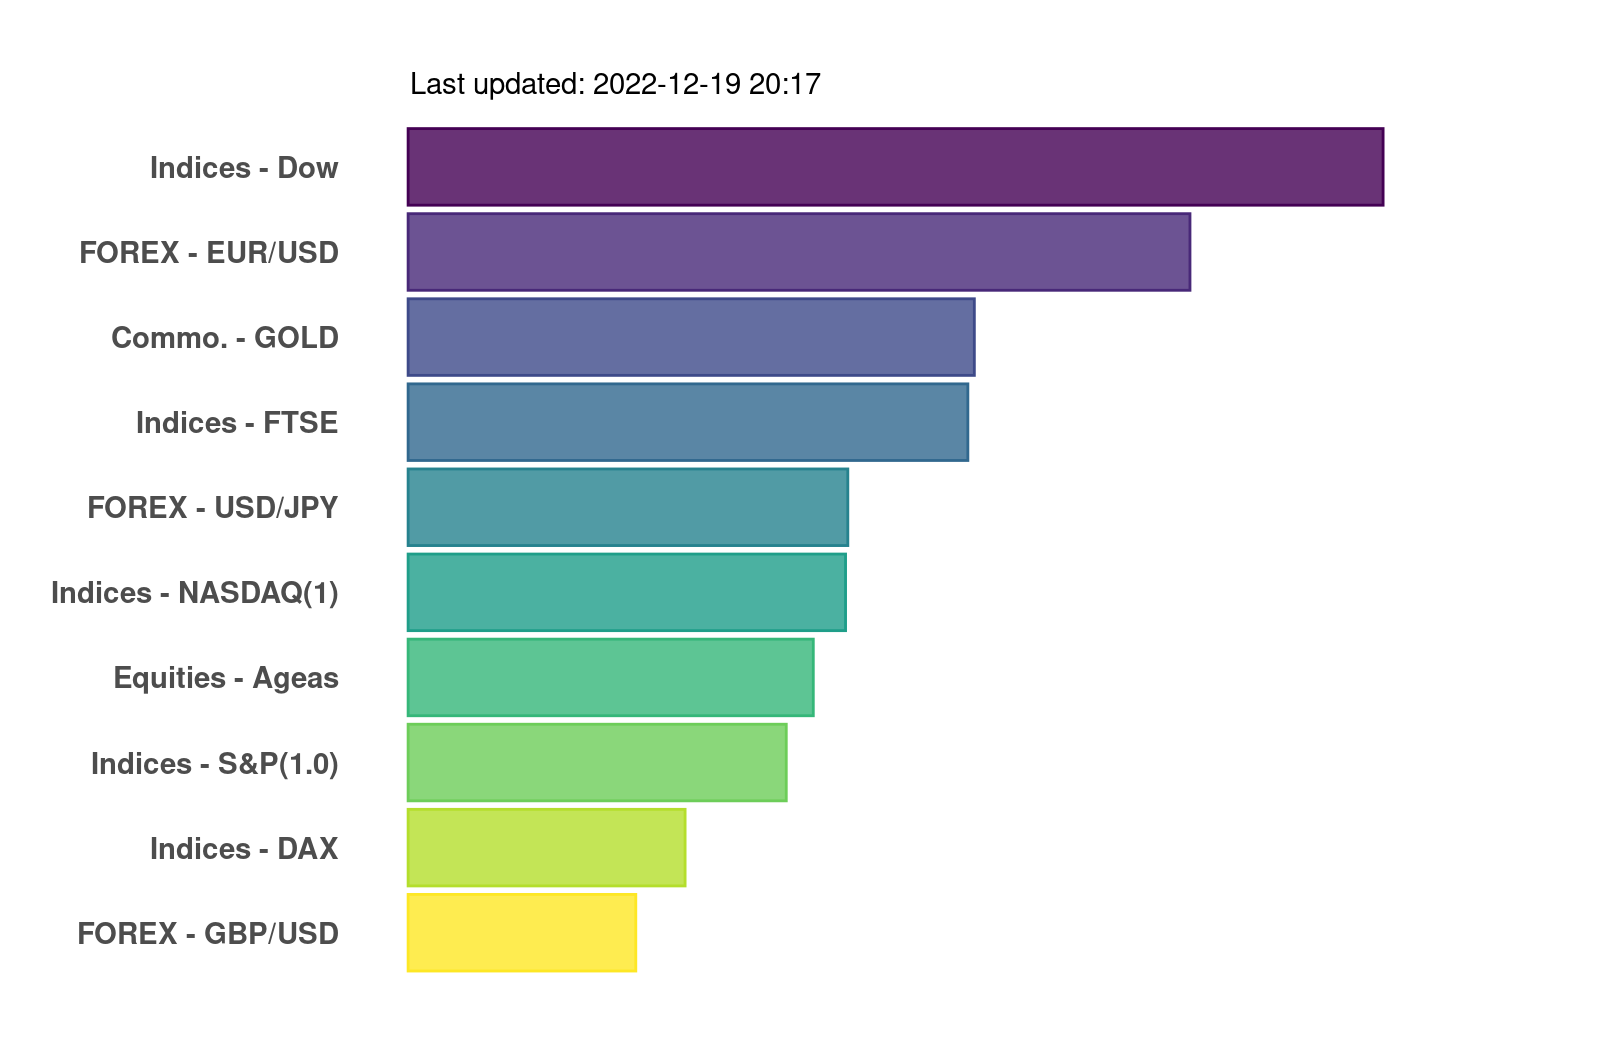 Last updated: 2022-12-19 20:17
Indices - Dow
FOREX - EUR/USD
Commo. - GOLD
Indices - FTSE
FOREX - USD/JPY
Indices - NASDAQ(1)
Equities - Ageas
Indices - S&P(1.0)
Indices - DAX
FOREX - GBP/USD